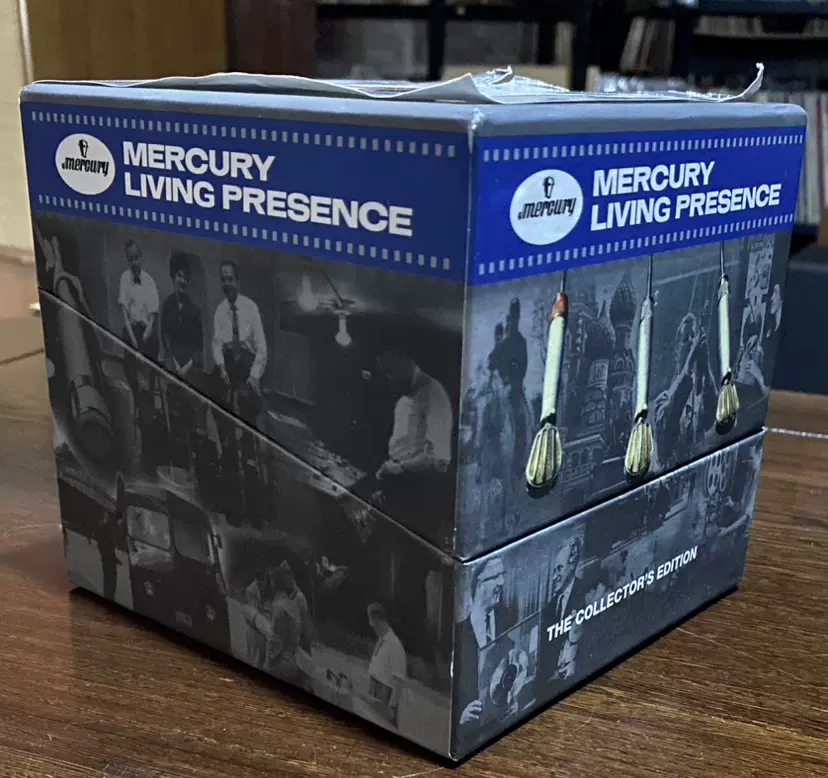 mercury
MERCURY
LIVING PRESENCE
mercury
MERCURY
LIVING PRESENCE
THE COLLECTOR'S EDITION